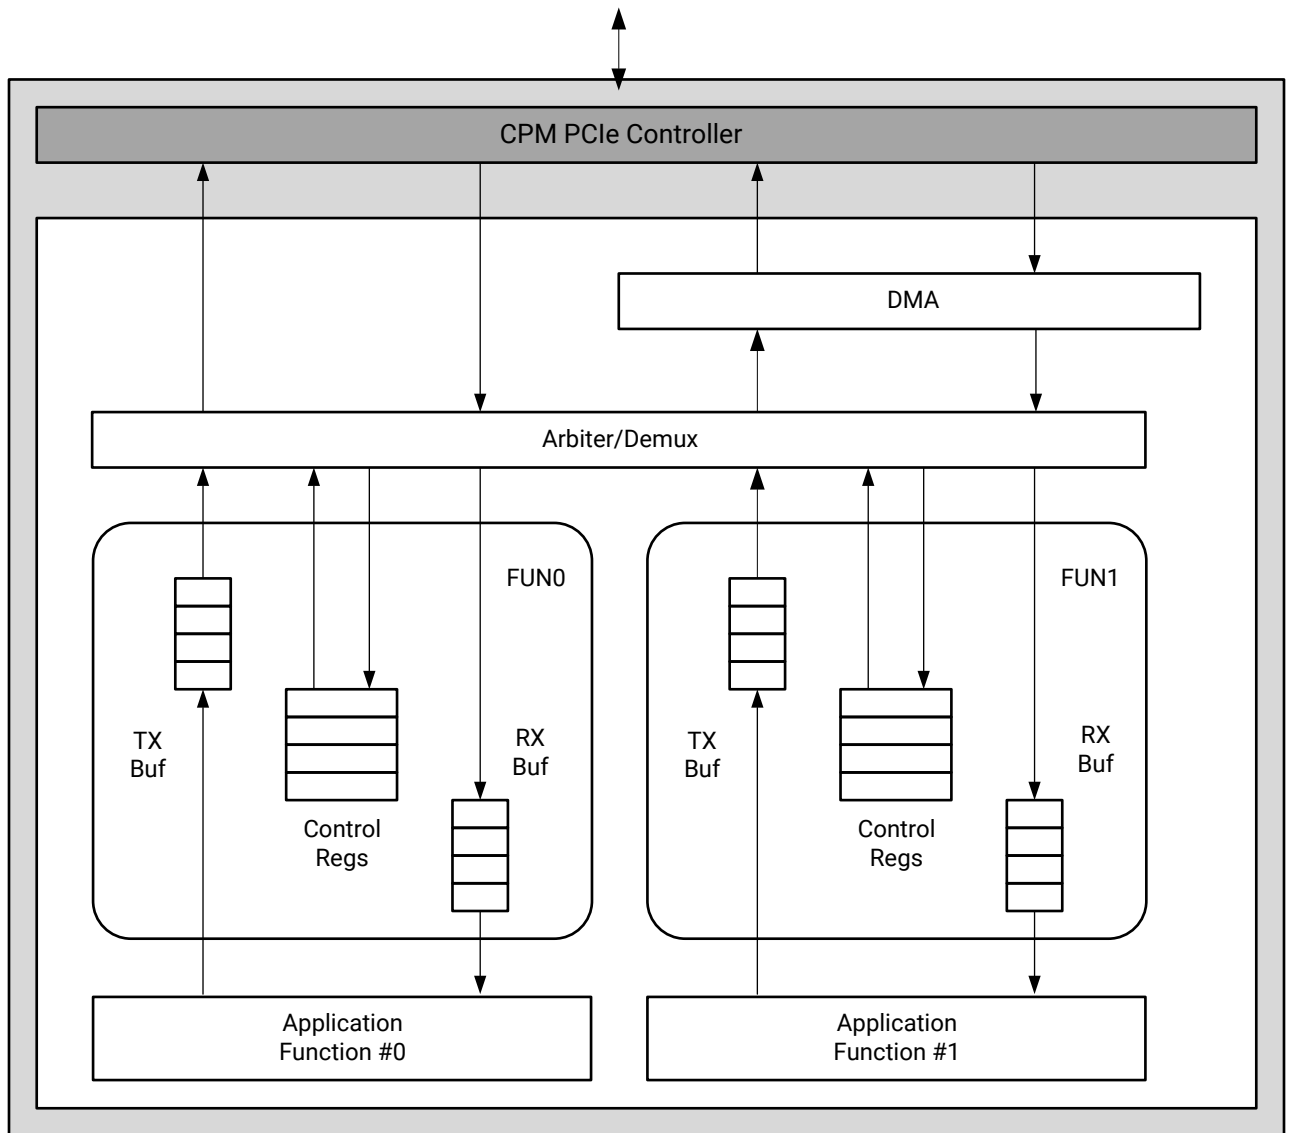 CPM PCIe Controller
DMA
Arbiter/Demux
FUN0
TX
Buf
RX
Buf
Control
Regs
FUN1
TX
Buf
RX
Buf
Control
Regs
Application
Function #0
Application
Function #1